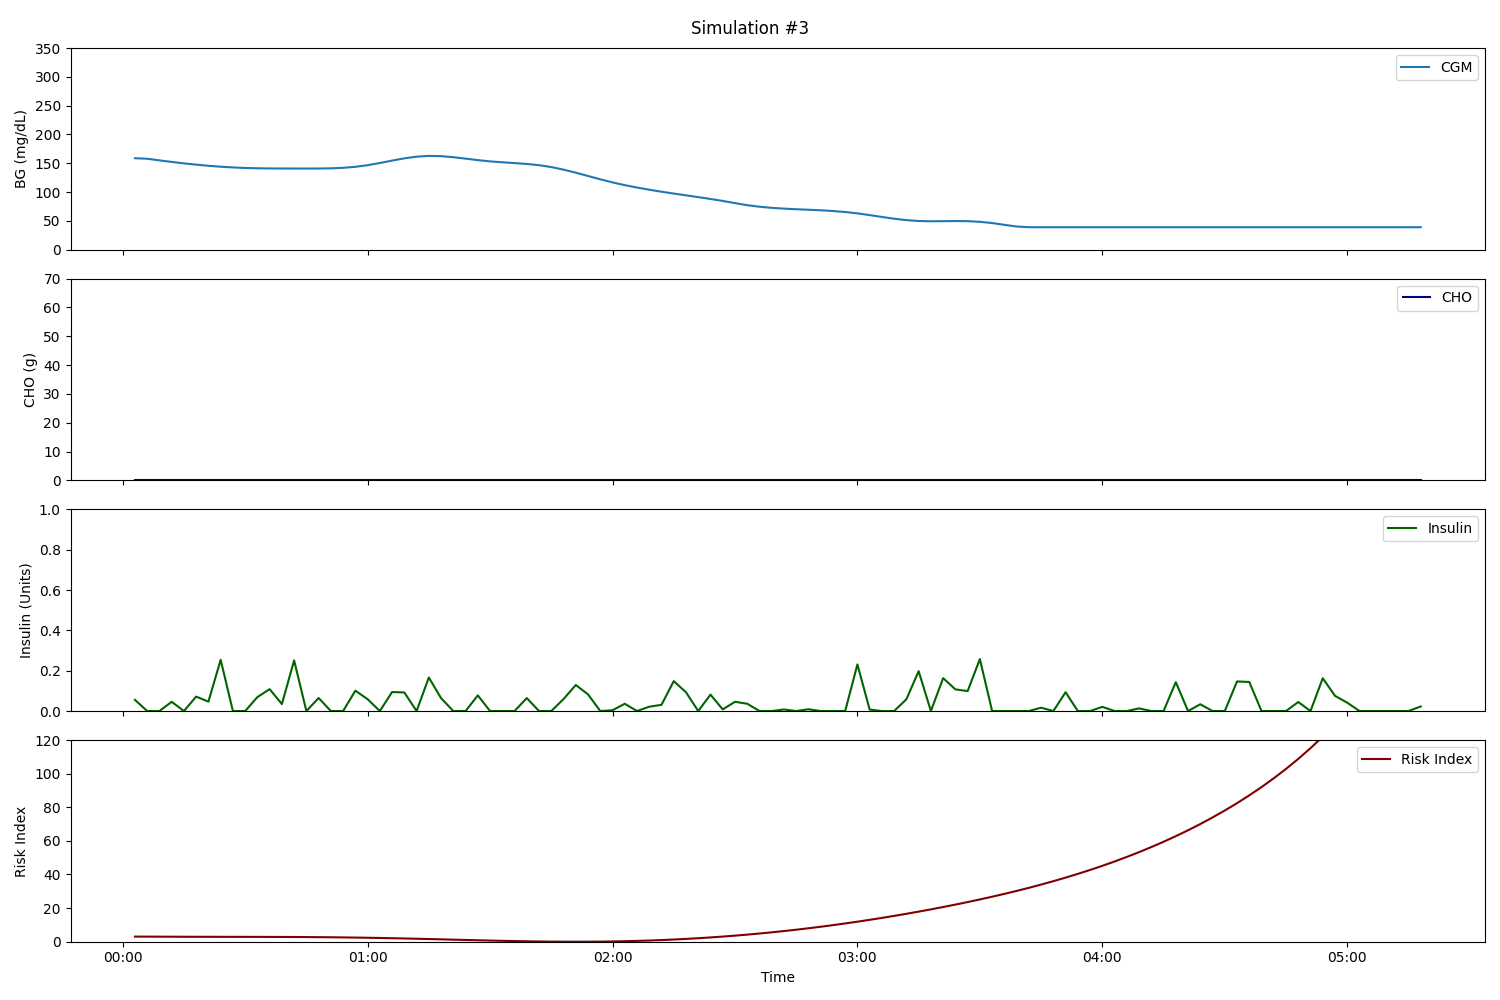 Simulation #3
350
300
250
200
150
100
50
0
BG (mg/dL)
CGM
70
60
50
40
30
20
10
0
CHO (g)
CHO
1.0
0.8
0.6
0.4
0.2
0.0
Insulin (Units)
Insulin
120
100
80
60
40
20
0
Risk Index
Risk Index
00:00 01:00 02:00 03:00 04:00 05:00
Time